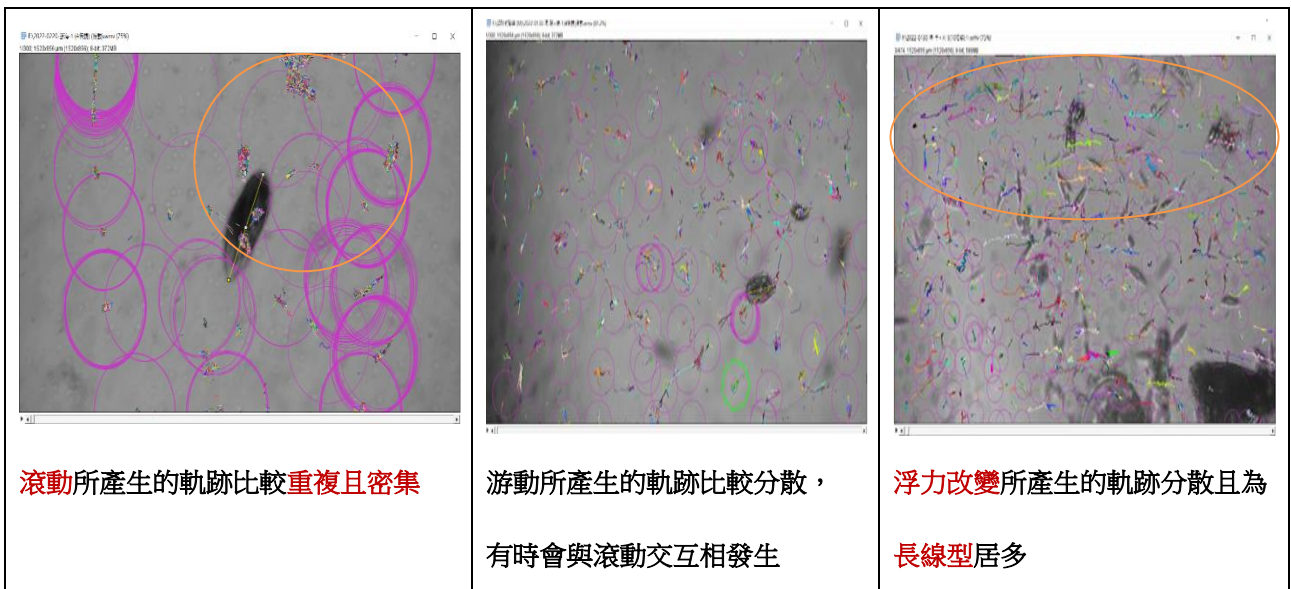 滾動所產生的軌跡比較重複且密集
游動所產生的軌跡比較分散，
有時會與滾動交互相發生
浮力改變所產生的軌跡分散且為
長線型居多